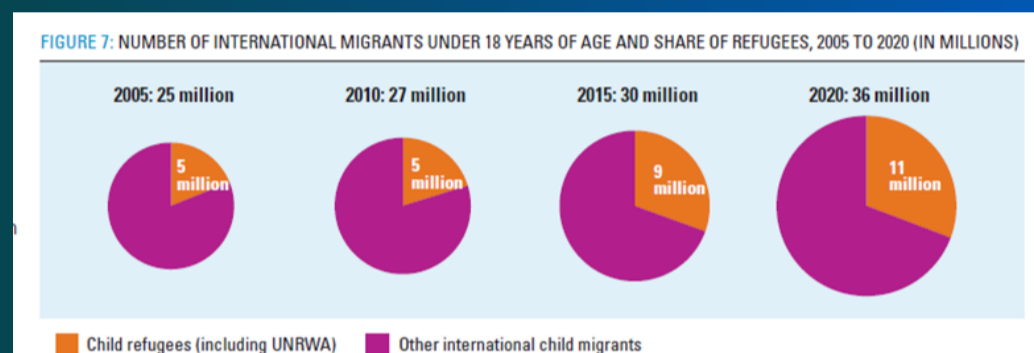 FIGURE 7: NUMBER OF INTERNATIONAL MIGRANTS UNDER 18 YEARS OF AGE AND SHARE OF REFUGEES, 2005 TO 2020 (IN MILLIONS)
2005: 25 million
2010: 27 million
2015: 30 million
2020: 36 million
5
million
5
million
9
million
11
million
Child refugees (including UNRWA)
Other international child migrants